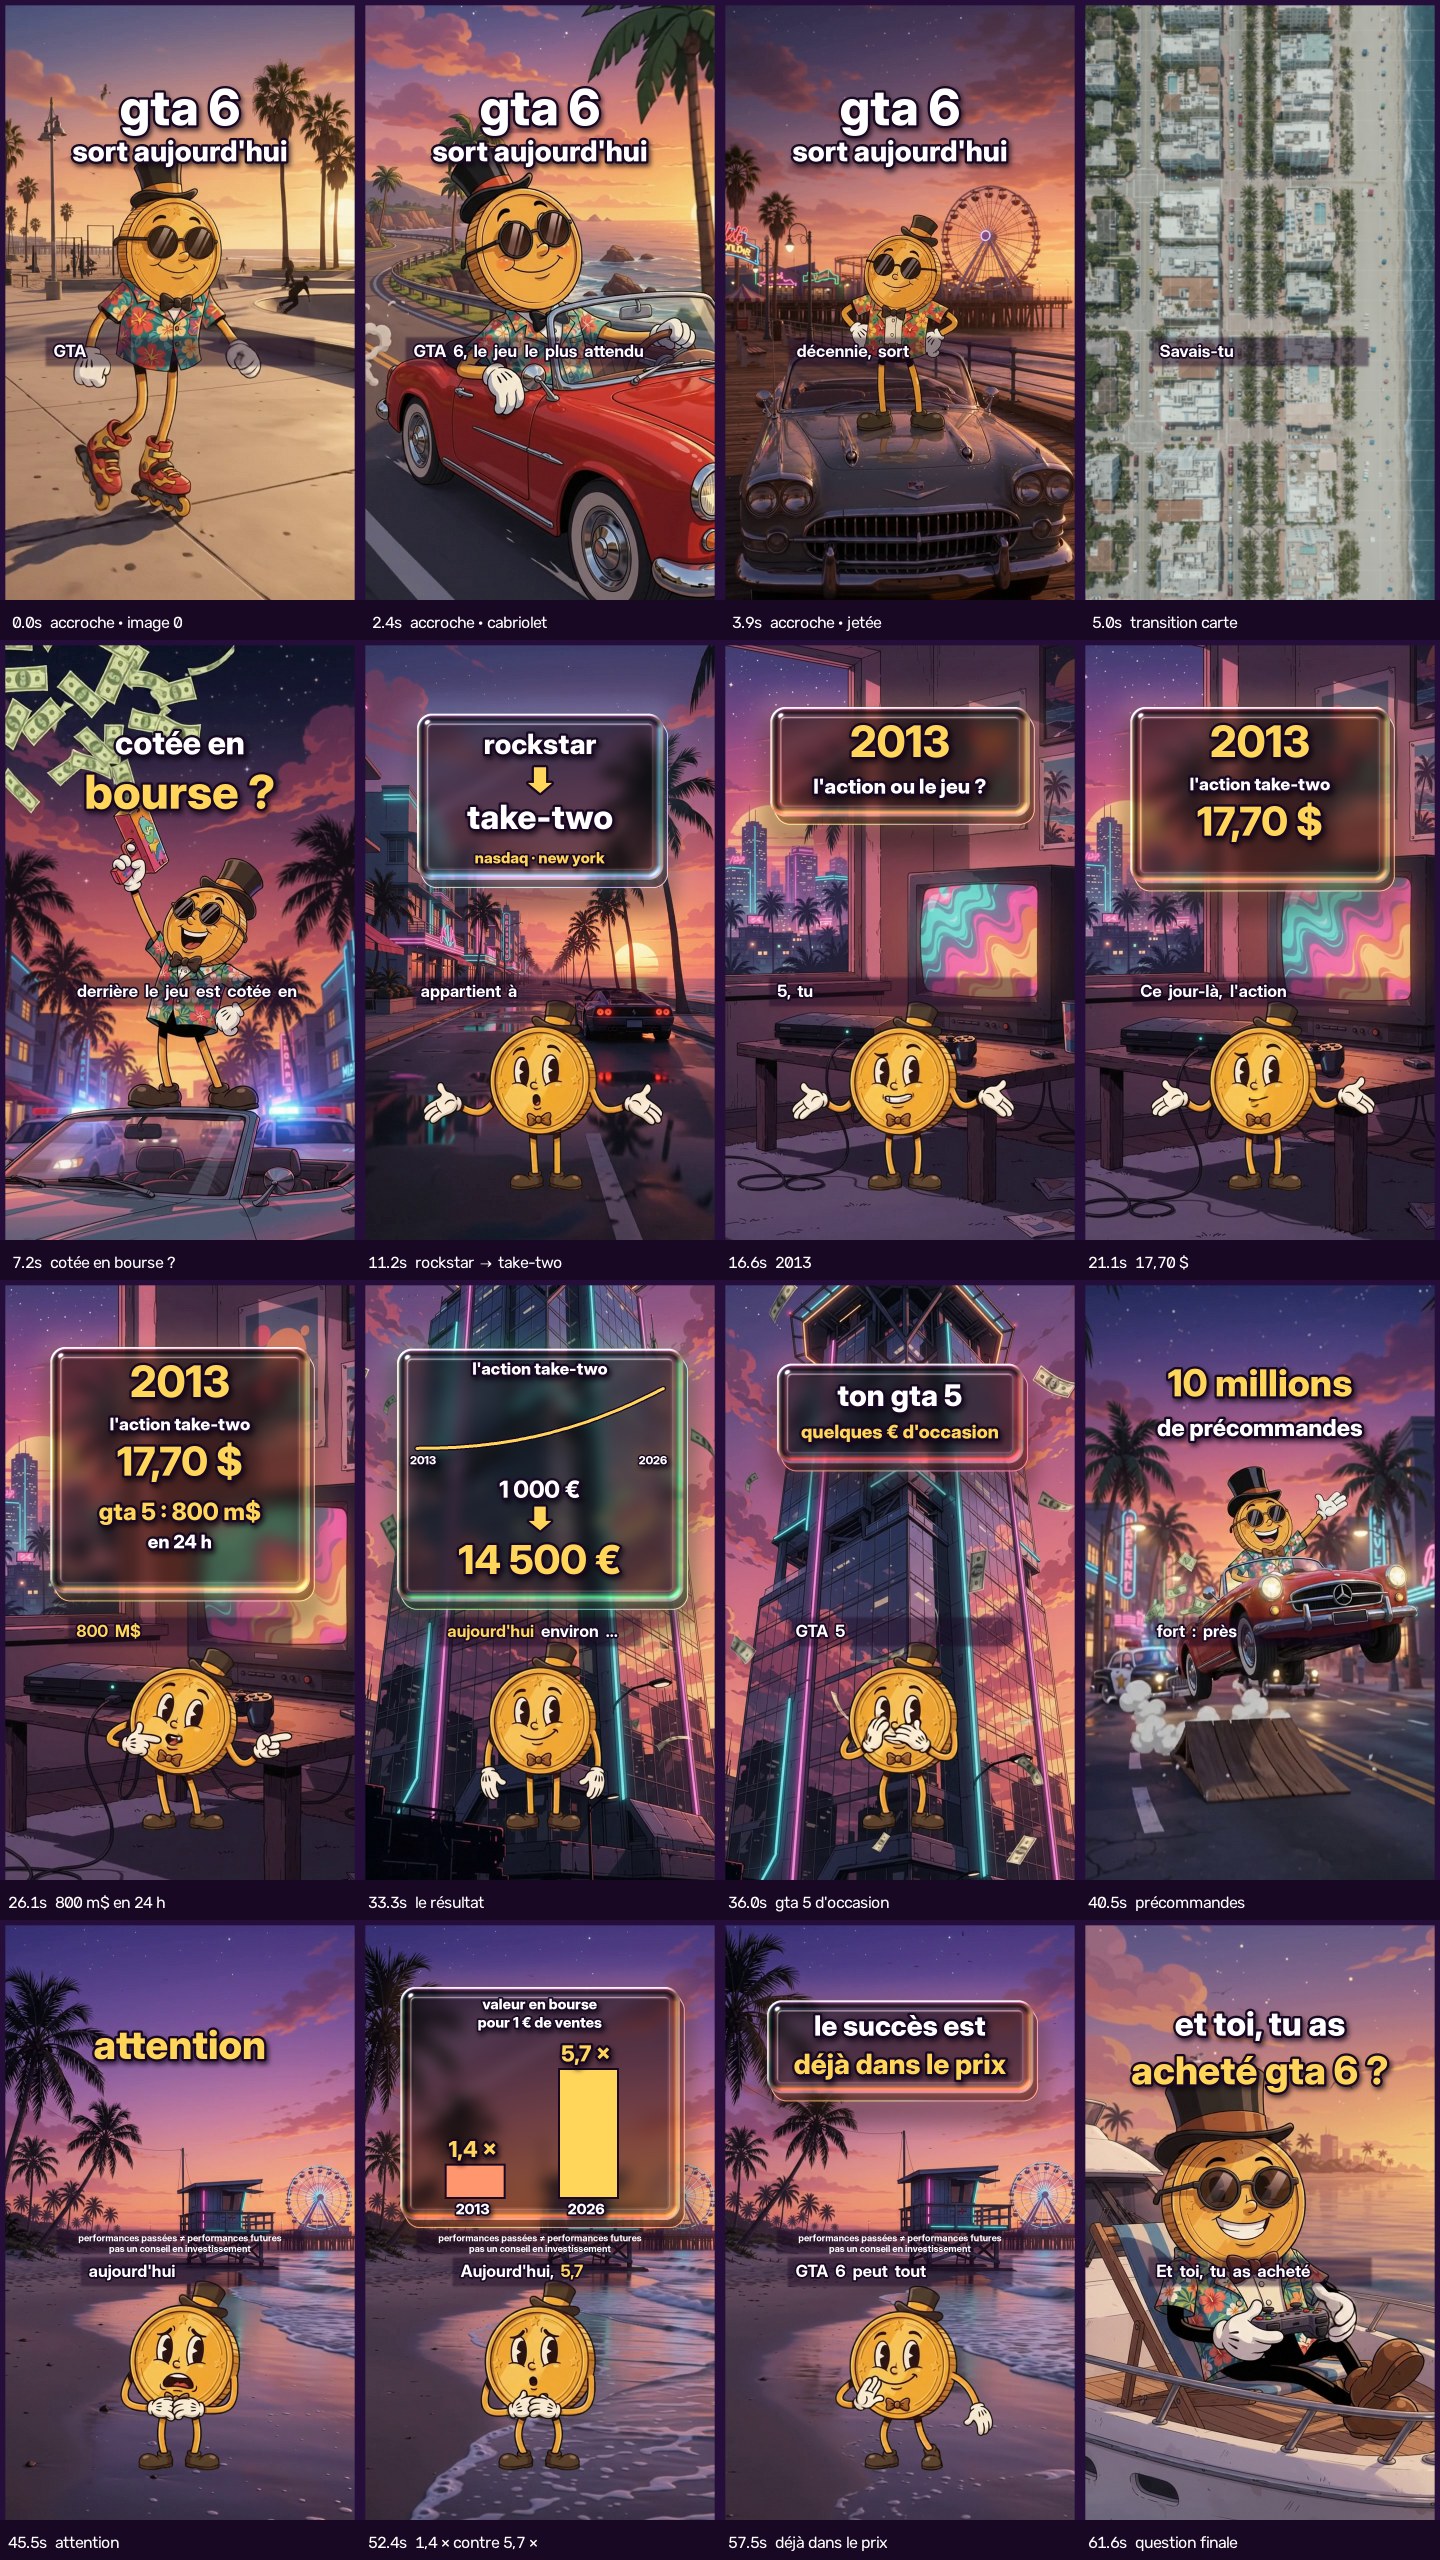 gta 6
sort aujourd'hui
GTA
0.0s accroche • image 0
gta 6
sort aujourd'hui
GTA 6, le jeu le plus attendu
2.4s accroche • cabriolet
gta 6
sort aujourd'hui
décennie, sort
3.9s accroche • jetée
Savais-tu
5.0s transition carte
cotée en
bourse ?
derrière le jeu est cotée en
7.2s cotée en bourse ?
rockstar
take-two
nasdaq · new york
appartient à
11.2s rockstar → take-two
2013
l'action ou le jeu ?
5, tu
16.6s 2013
2013
l'action take-two
17,70 $
Ce jour-là, l'action
21.1s 17,70 $
2013
l'action take-two
17,70 $
gta 5 : 800 m$
en 24 h
800 M$
26.1s 800 m$ en 24 h
l'action take-two
2013 2026
1 000 €
14 500 €
aujourd'hui environ ...
33.3s le résultat
ton gta 5
quelques € d'occasion
GTA 5
36.0s gta 5 d'occasion
10 millions
de précommandes
fort : près
40.5s précommandes
attention
performances passées ≠ performances futures
pas un conseil en investissement
aujourd'hui
45.5s attention
valeur en bourse
pour 1 € de ventes
5,7 ×
1,4 ×
2013 2026
performances passées ≠ performances futures
pas un conseil en investissement
Aujourd'hui, 5,7
52.4s 1,4 × contre 5,7 ×
le succès est
déjà dans le prix
performances passées ≠ performances futures
pas un conseil en investissement
GTA 6 peut tout
57.5s déjà dans le prix
et toi, tu as
acheté gta 6 ?
Et toi, tu as acheté
61.6s question finale